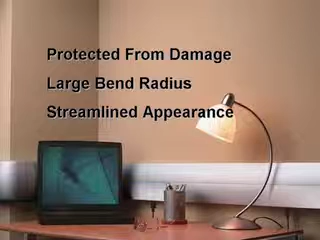 Protected From Damage
Large Bend Radius
Streamlined Appearance